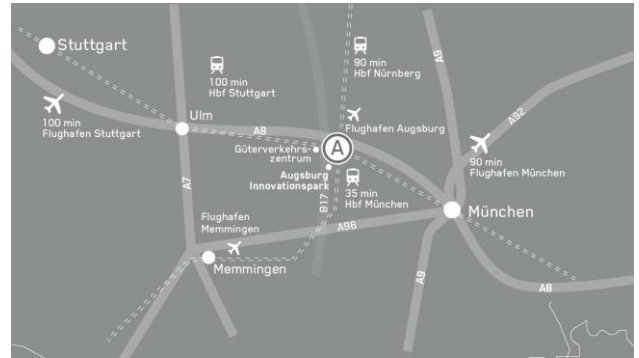 Stuttgart
100 min
Hbf Stuttgart
90 min
Hbf Nürnberg
A9
A92
100 min
Flughafen Stuttgart
Ulm
A8
Flughafen Augsburg
Güterverkehrs-
zentrum
A
Augsburg
Innovationspark
90 min
Flughafen München
A7
B17
35 min
Hbf München
München
Flughafen
Memmingen
A96
Memmingen
A9
A8